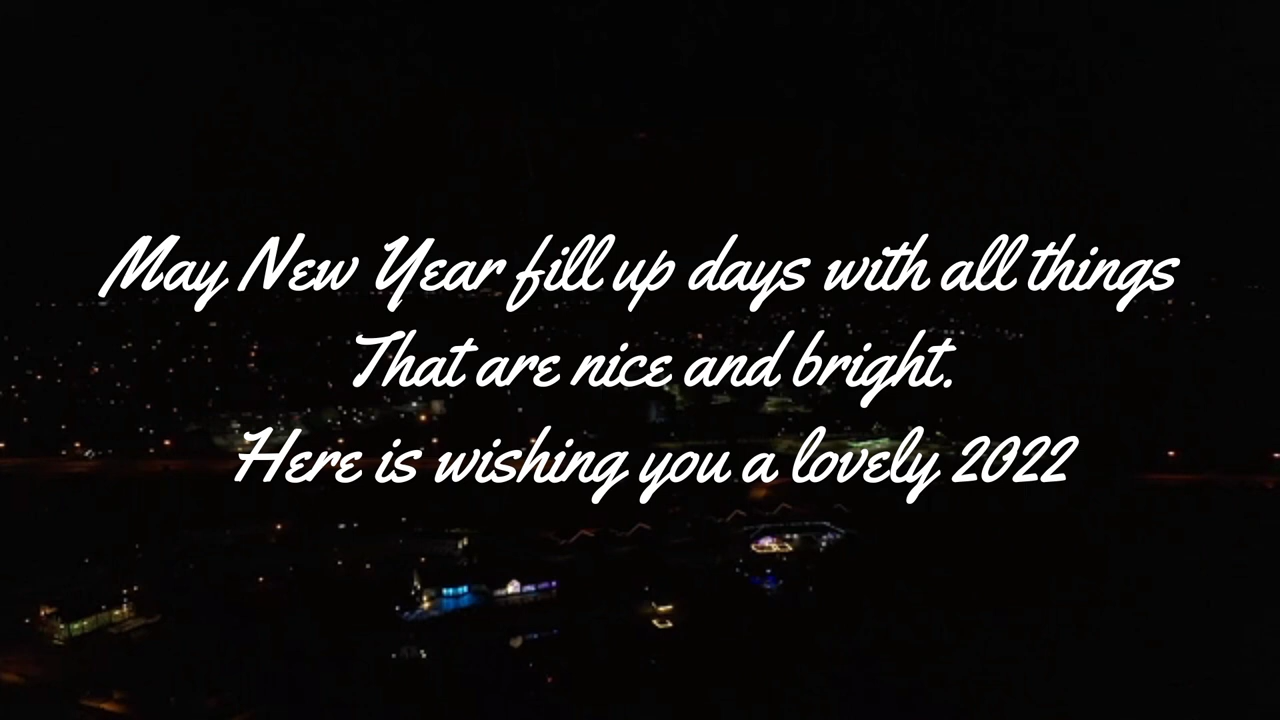 May New Year fill up days with all things
That are nice and bright.
Here is wishing you a lovely 2022